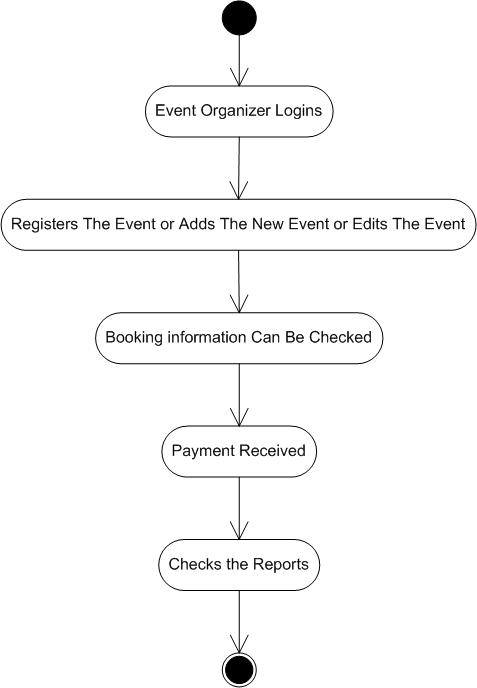 Event Organizer Logins
Registers The Event or Adds The New Event or Edits The Event
Booking information Can Be Checked
Payment Received
Checks the Reports